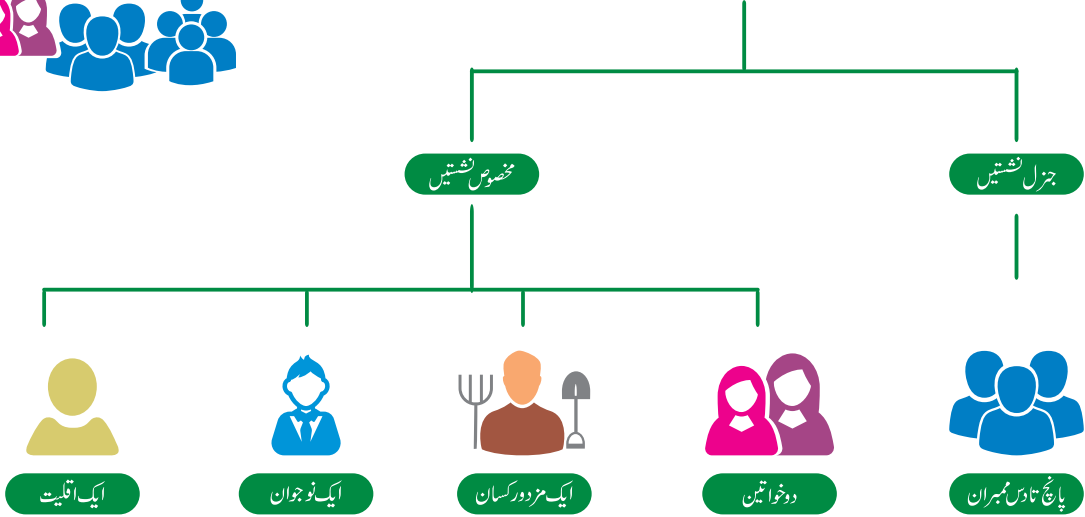 جنرل نشستیں
مخصوص نشستیں
پانچ تا دس ممبران
دو خواتین
ایک مزدور کسان
ایک نوجوان
ایک اقلیت